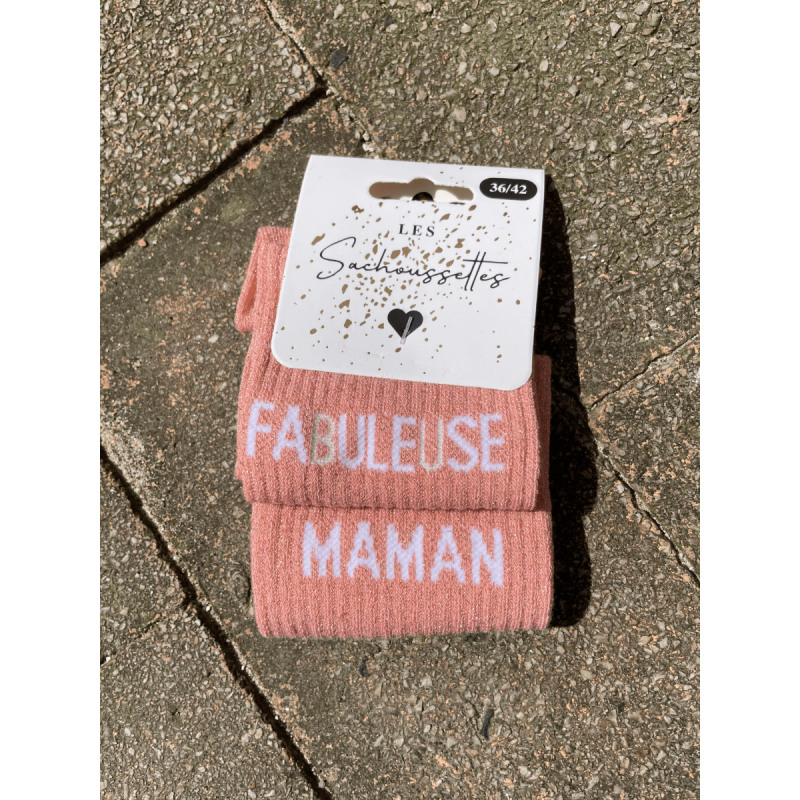 36/42
LES
Sachoussettes
FABULEUSE
MAMAN